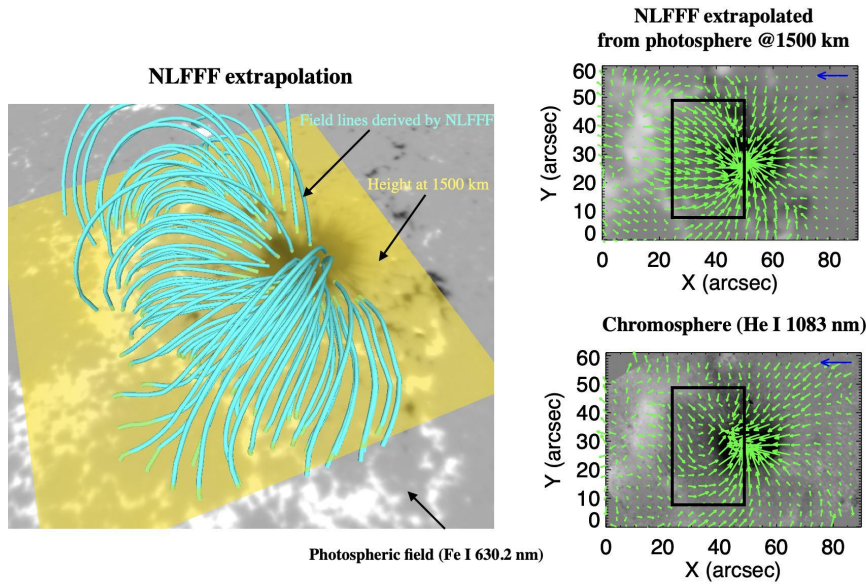 NLFFF extrapolation
Field lines derived by NLFFF
Height at 1500 km
Photospheric field (Fe I 630.2 nm)
NLFFF extrapolated
from photosphere @1500 km
60
50
40
30
20
10
0
Y (arcsec)
0 20 40 60 80
X (arcsec)
Chromosphere (He I 1083 nm)
60
50
40
30
20
10
0
Y (arcsec)
0 20 40 60 80
X (arcsec)